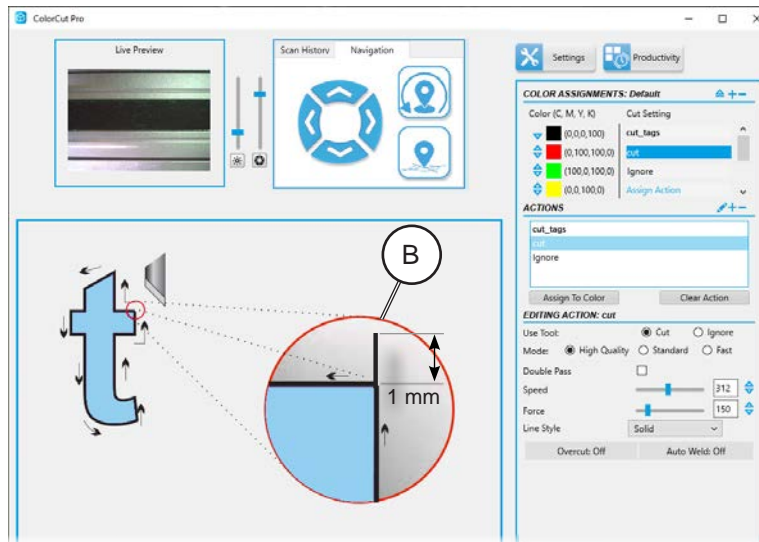 ColorCut Pro
Live Preview
Scan History Navigation
Settings
Productivity
COLOR ASSIGNMENTS: Default
Color (C, M, Y, K) Cut Setting
(0,0,0,100) cut_tags
(0,100,100,0) cut
(100,0,100,0) Ignore
(0,0,100,0) Assign Action
ACTIONS
cut_tags
cut
Ignore
Assign To Color Clear Action
EDITING ACTION: cut
Use Tool: Cut Ignore
Mode: High Quality Standard Fast
Double Pass
Speed 312
Force 150
Line Style Solid
Overcut: Off Auto Weld: Off
B
t
1 mm